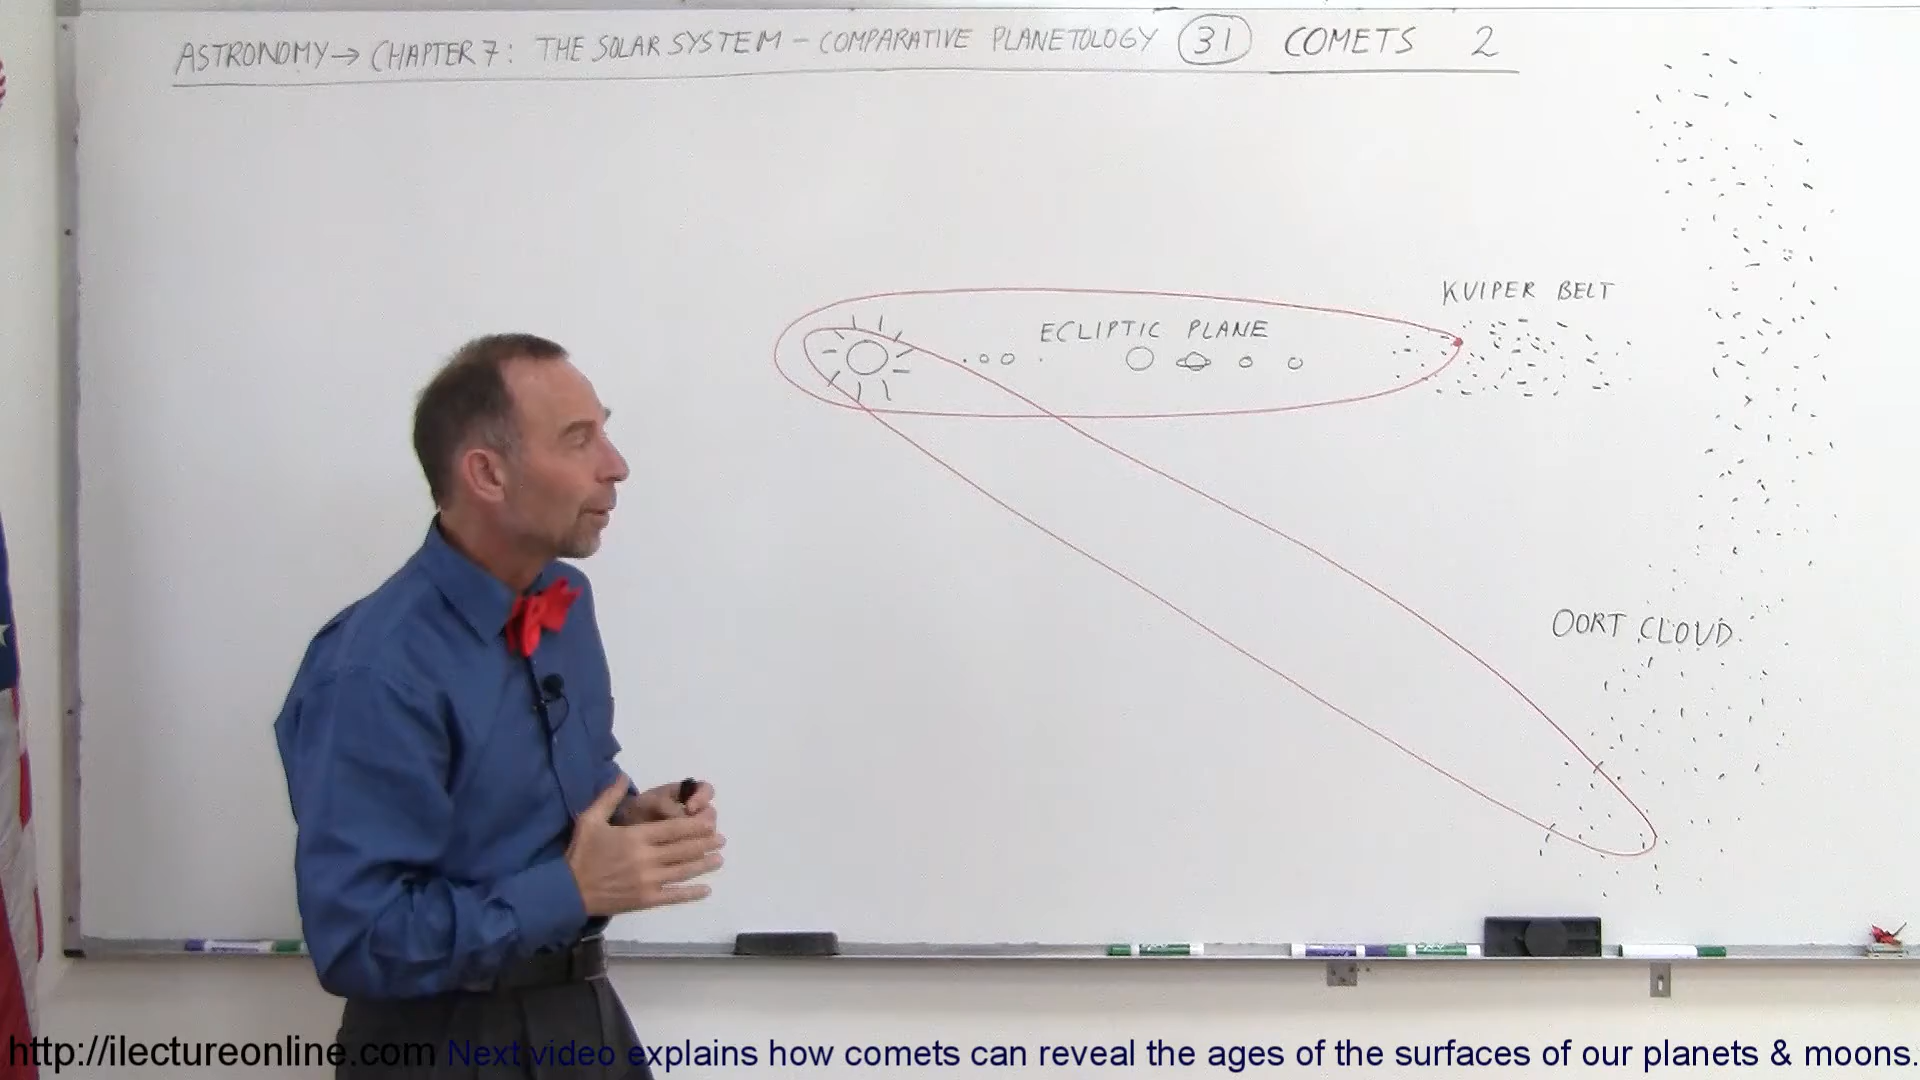 ASTRONOMY → CHAPTER 7: THE SOLAR SYSTEM - COMPARATIVE PLANETOLOGY 31 COMETS 2
KUIPER BELT
ECLIPTIC PLANE
OORT CLOUD
http://ilectureonline.com Next video explains how comets can reveal the ages of the surfaces of our planets & moons.